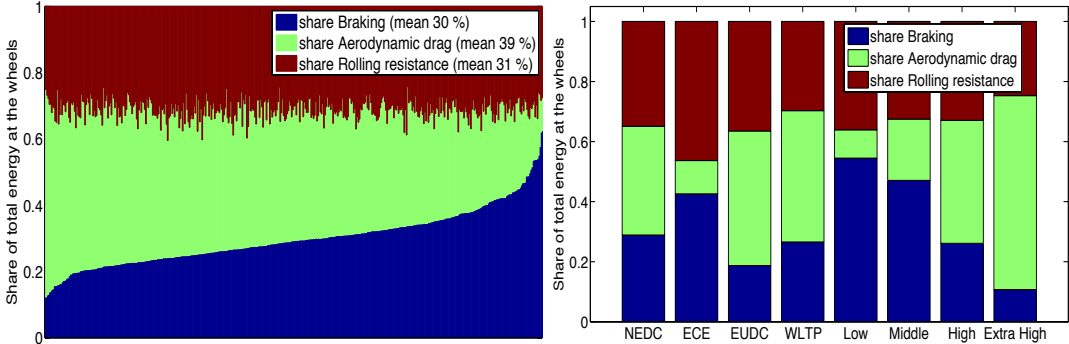 Share of total energy at the wheels
1
0.8
0.6
0.4
0.2
0
share Braking (mean 30 %)
share Aerodynamic drag (mean 39 %)
share Rolling resistance (mean 31 %)
Share of total energy at the wheels
1
0.8
0.6
0.4
0.2
0
share Braking
share Aerodynamic drag
share Rolling resistance
NEDC ECE EUDC WLTP Low Middle High Extra High